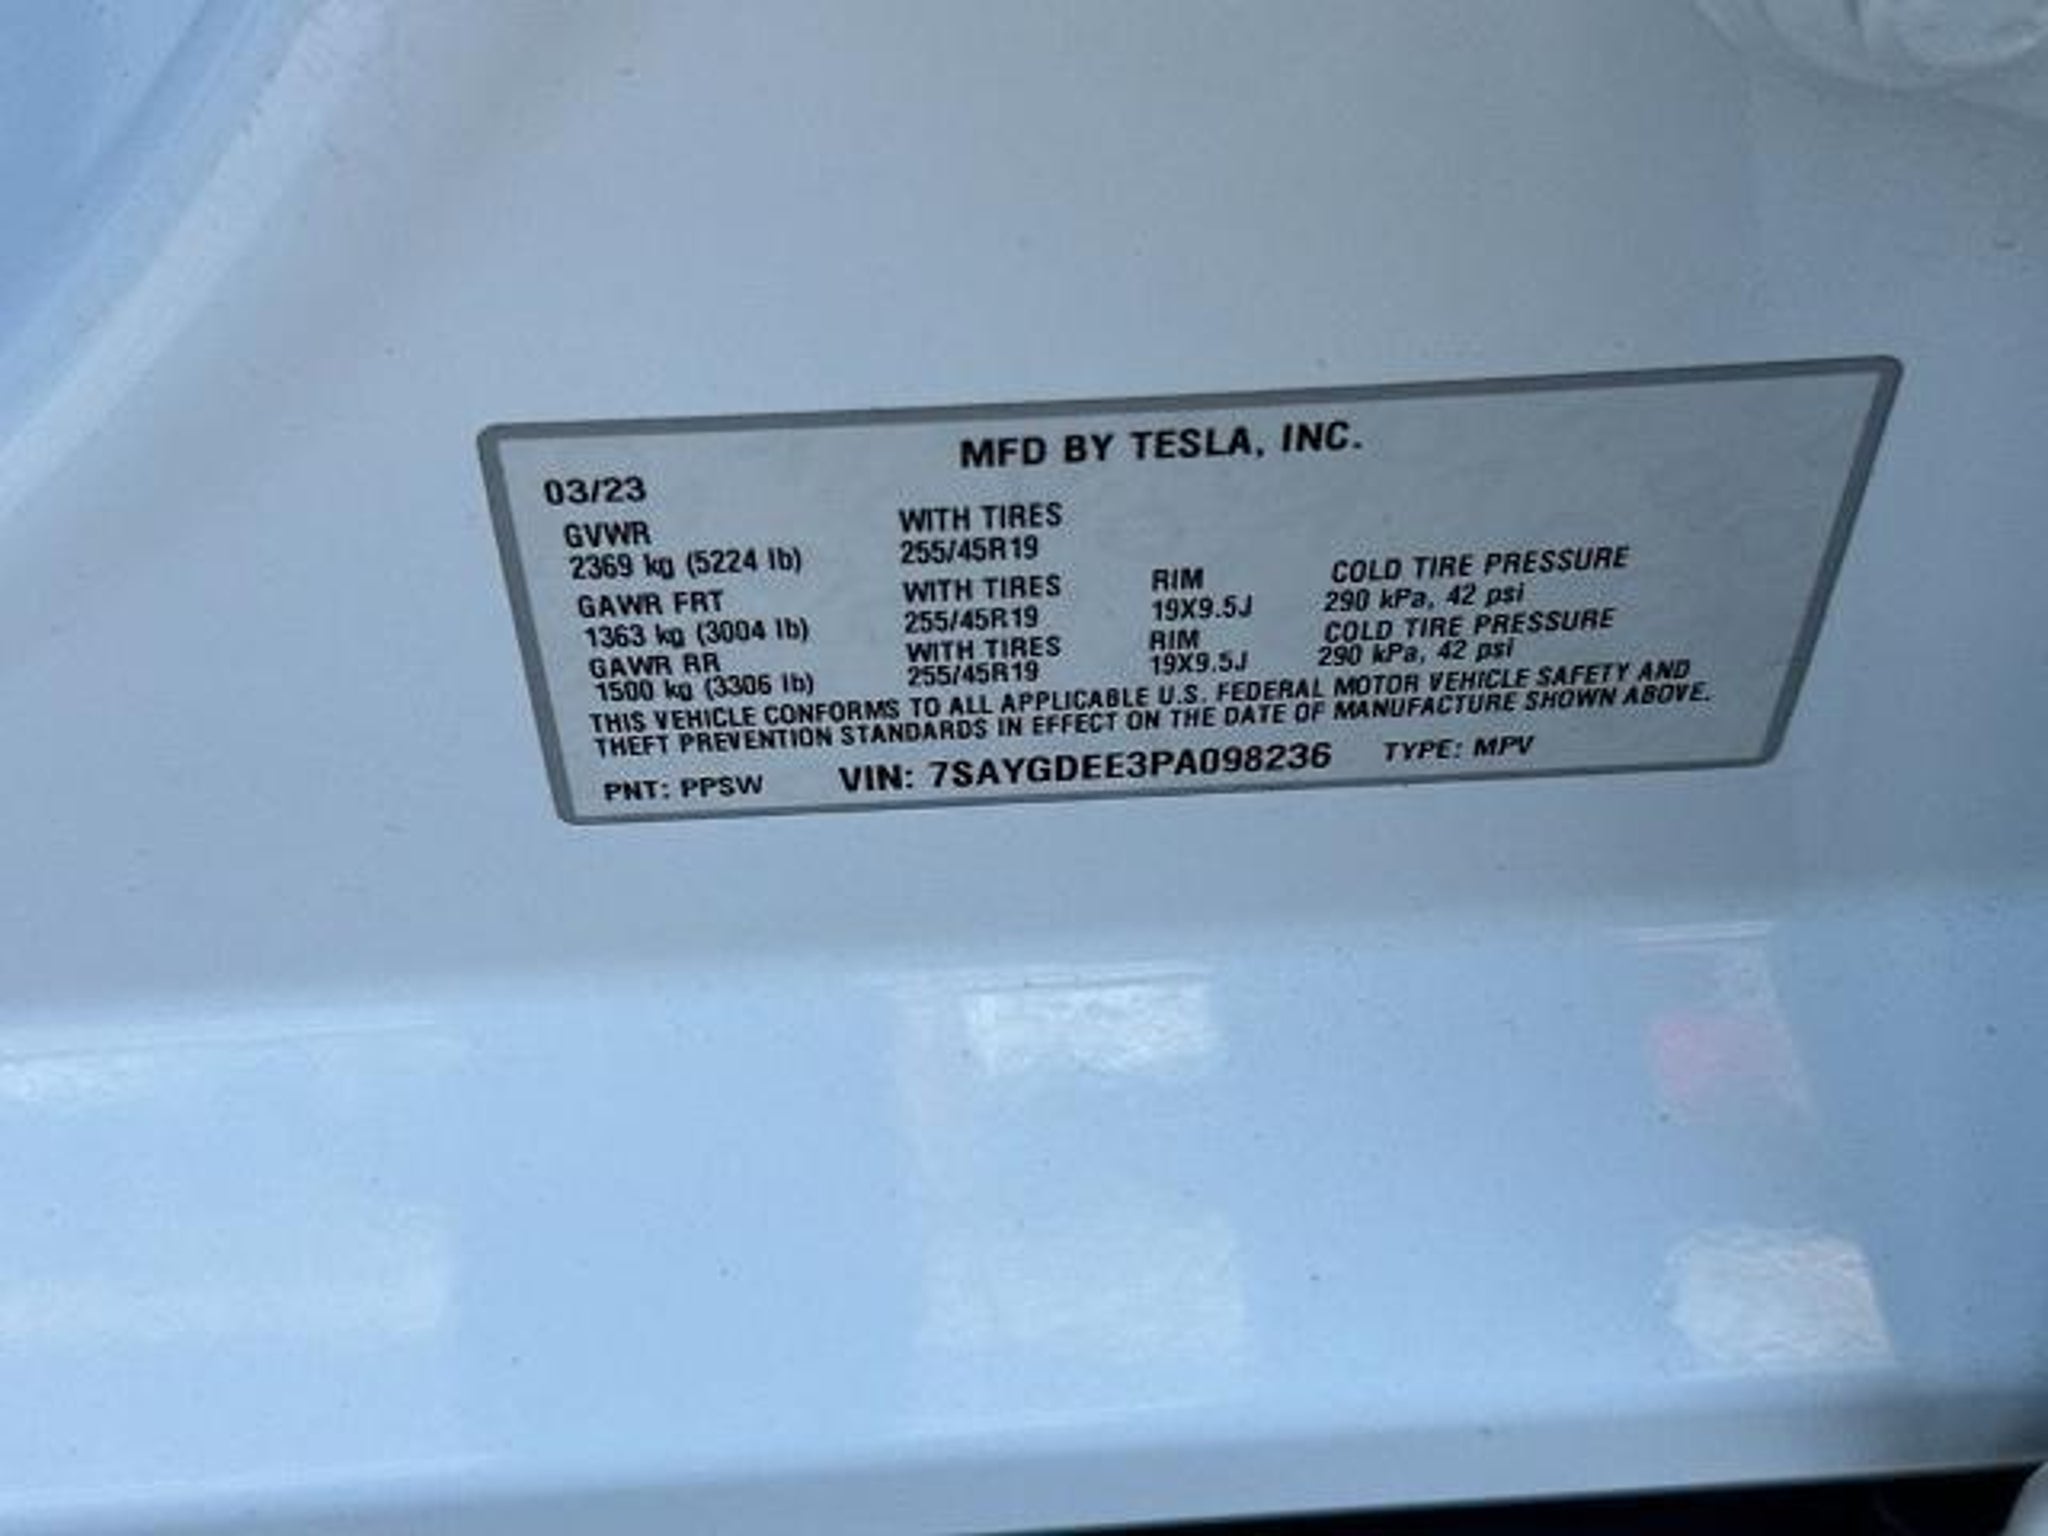 MFD BY TESLA, INC.
03/23
GVWR WITH TIRES
2369 kg (5224 lb) 255/45R19
GAWR FRT WITH TIRES RIM COLD TIRE PRESSURE
1363 kg (3004 lb) 255/45R19 19X9.5J 290 kPa, 42 psi
GAWR RR WITH TIRES RIM COLD TIRE PRESSURE
1500 kg (3306 lb) 255/45R19 19X9.5J 290 kPa, 42 psi
THIS VEHICLE CONFORMS TO ALL APPLICABLE U.S. FEDERAL MOTOR VEHICLE SAFETY AND
THEFT PREVENTION STANDARDS IN EFFECT ON THE DATE OF MANUFACTURE SHOWN ABOVE.
PNT: PPSW VIN: 7SAYGDEE3PA098236 TYPE: MPV